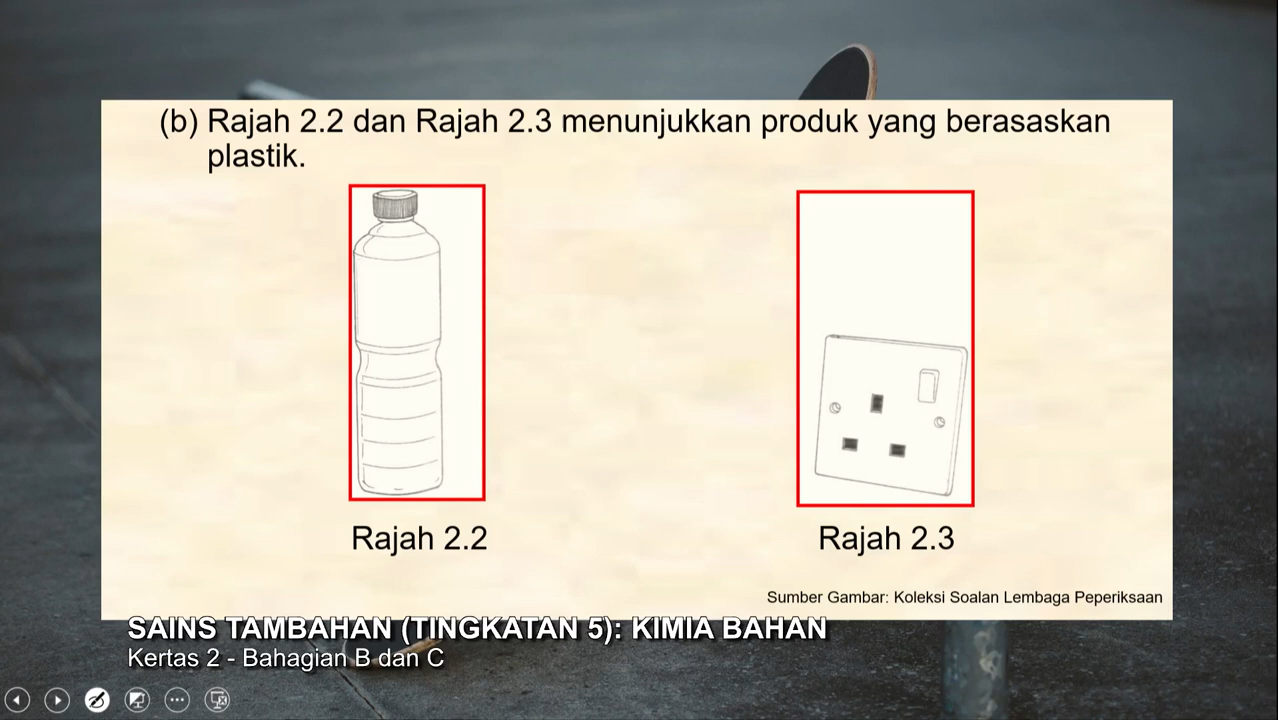 (b) Rajah 2.2 dan Rajah 2.3 menunjukkan produk yang berasaskan
plastik.
Rajah 2.2
Rajah 2.3
Sumber Gambar: Koleksi Soalan Lembaga Peperiksaan
SAINS TAMBAHAN (TINGKATAN 5): KIMIA BAHAN
Kertas 2 - Bahagian B dan C